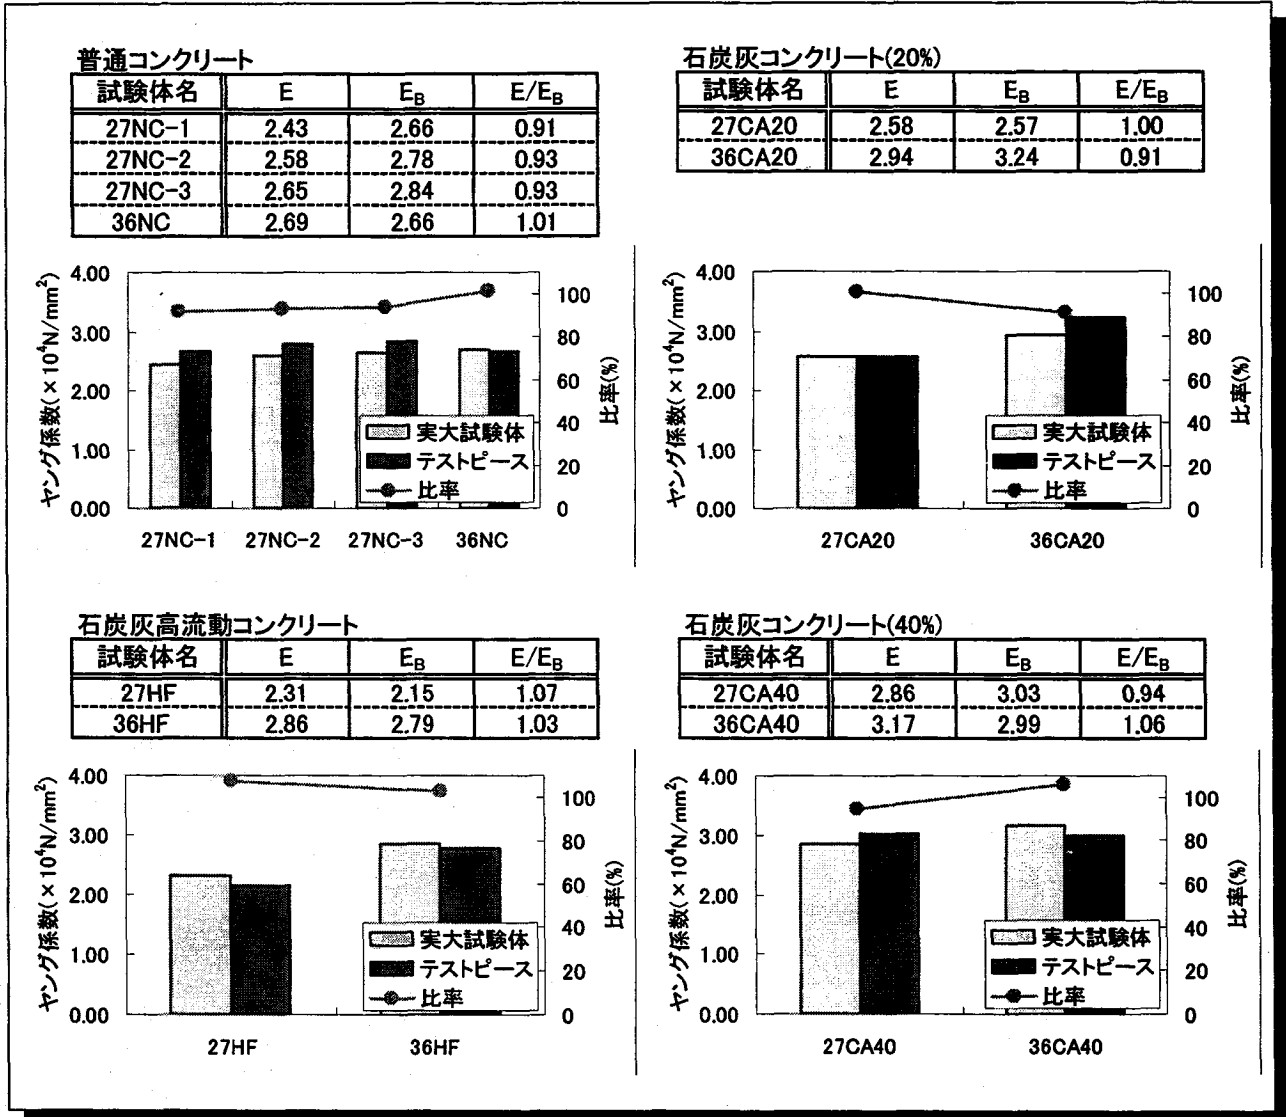 普通コンクリート
試験体名 E EB E/EB
27NC-1 2.43 2.66 0.91
27NC-2 2.58 2.78 0.93
27NC-3 2.65 2.84 0.93
36NC 2.69 2.66 1.01
石炭灰コンクリート(20%)
試験体名 E EB E/EB
27CA20 2.58 2.57 1.00
36CA20 2.94 3.24 0.91
ヤング係数(×10⁴N/mm²)
4.00
3.00
2.00
1.00
0.00
100
80
60
40
20
0
比率(%)
実大試験体
テストピース
比率
27NC-1 27NC-2 27NC-3 36NC
ヤング係数(×10⁴N/mm²)
4.00
3.00
2.00
1.00
0.00
100
80
60
40
20
0
比率(%)
実大試験体
テストピース
比率
27CA20 36CA20
石炭灰高流動コンクリート
試験体名 E EB E/EB
27HF 2.31 2.15 1.07
36HF 2.86 2.79 1.03
石炭灰コンクリート(40%)
試験体名 E EB E/EB
27CA40 2.86 3.03 0.94
36CA40 3.17 2.99 1.06
ヤング係数(×10⁴N/mm²)
4.00
3.00
2.00
1.00
0.00
100
80
60
40
20
0
比率(%)
実大試験体
テストピース
比率
27HF 36HF
ヤング係数(×10⁴N/mm²)
4.00
3.00
2.00
1.00
0.00
100
80
60
40
20
0
比率(%)
実大試験体
テストピース
比率
27CA40 36CA40